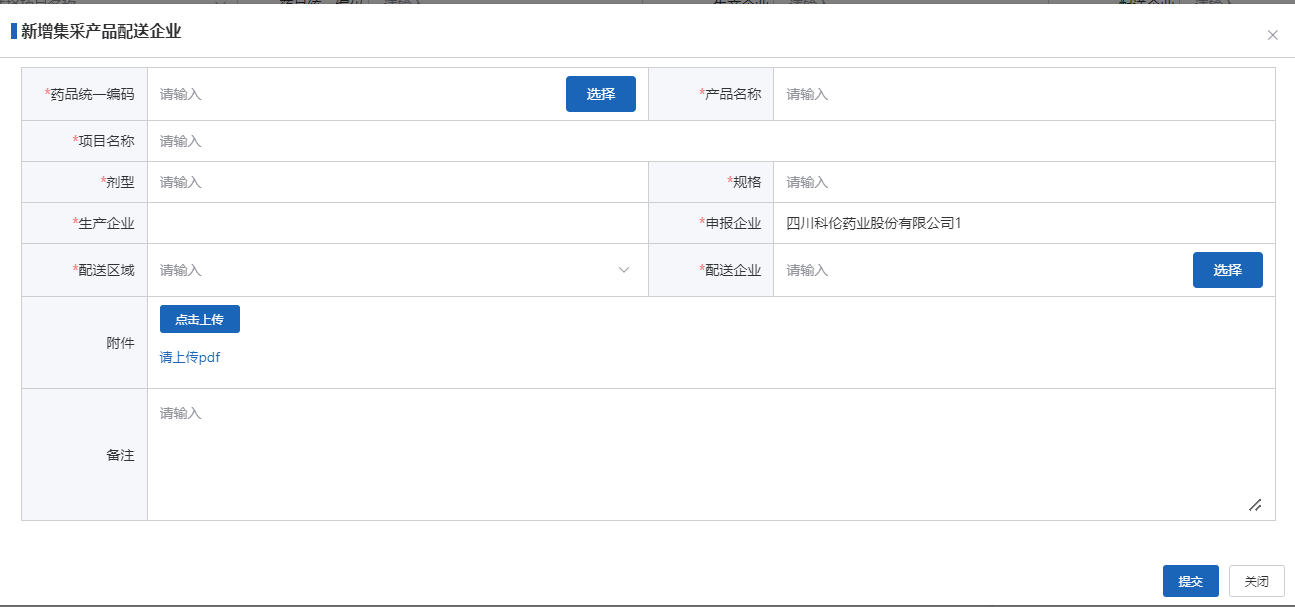 新增集采产品配送企业
*药品统一编码 请输入 选择 *产品名称 请输入
*项目名称 请输入
*剂型 请输入 *规格 请输入
*生产企业 *申报企业 四川科伦药业股份有限公司1
*配送区域 请输入 *配送企业 请输入 选择
点击上传
附件
请上传pdf
请输入
备注
提交 关闭